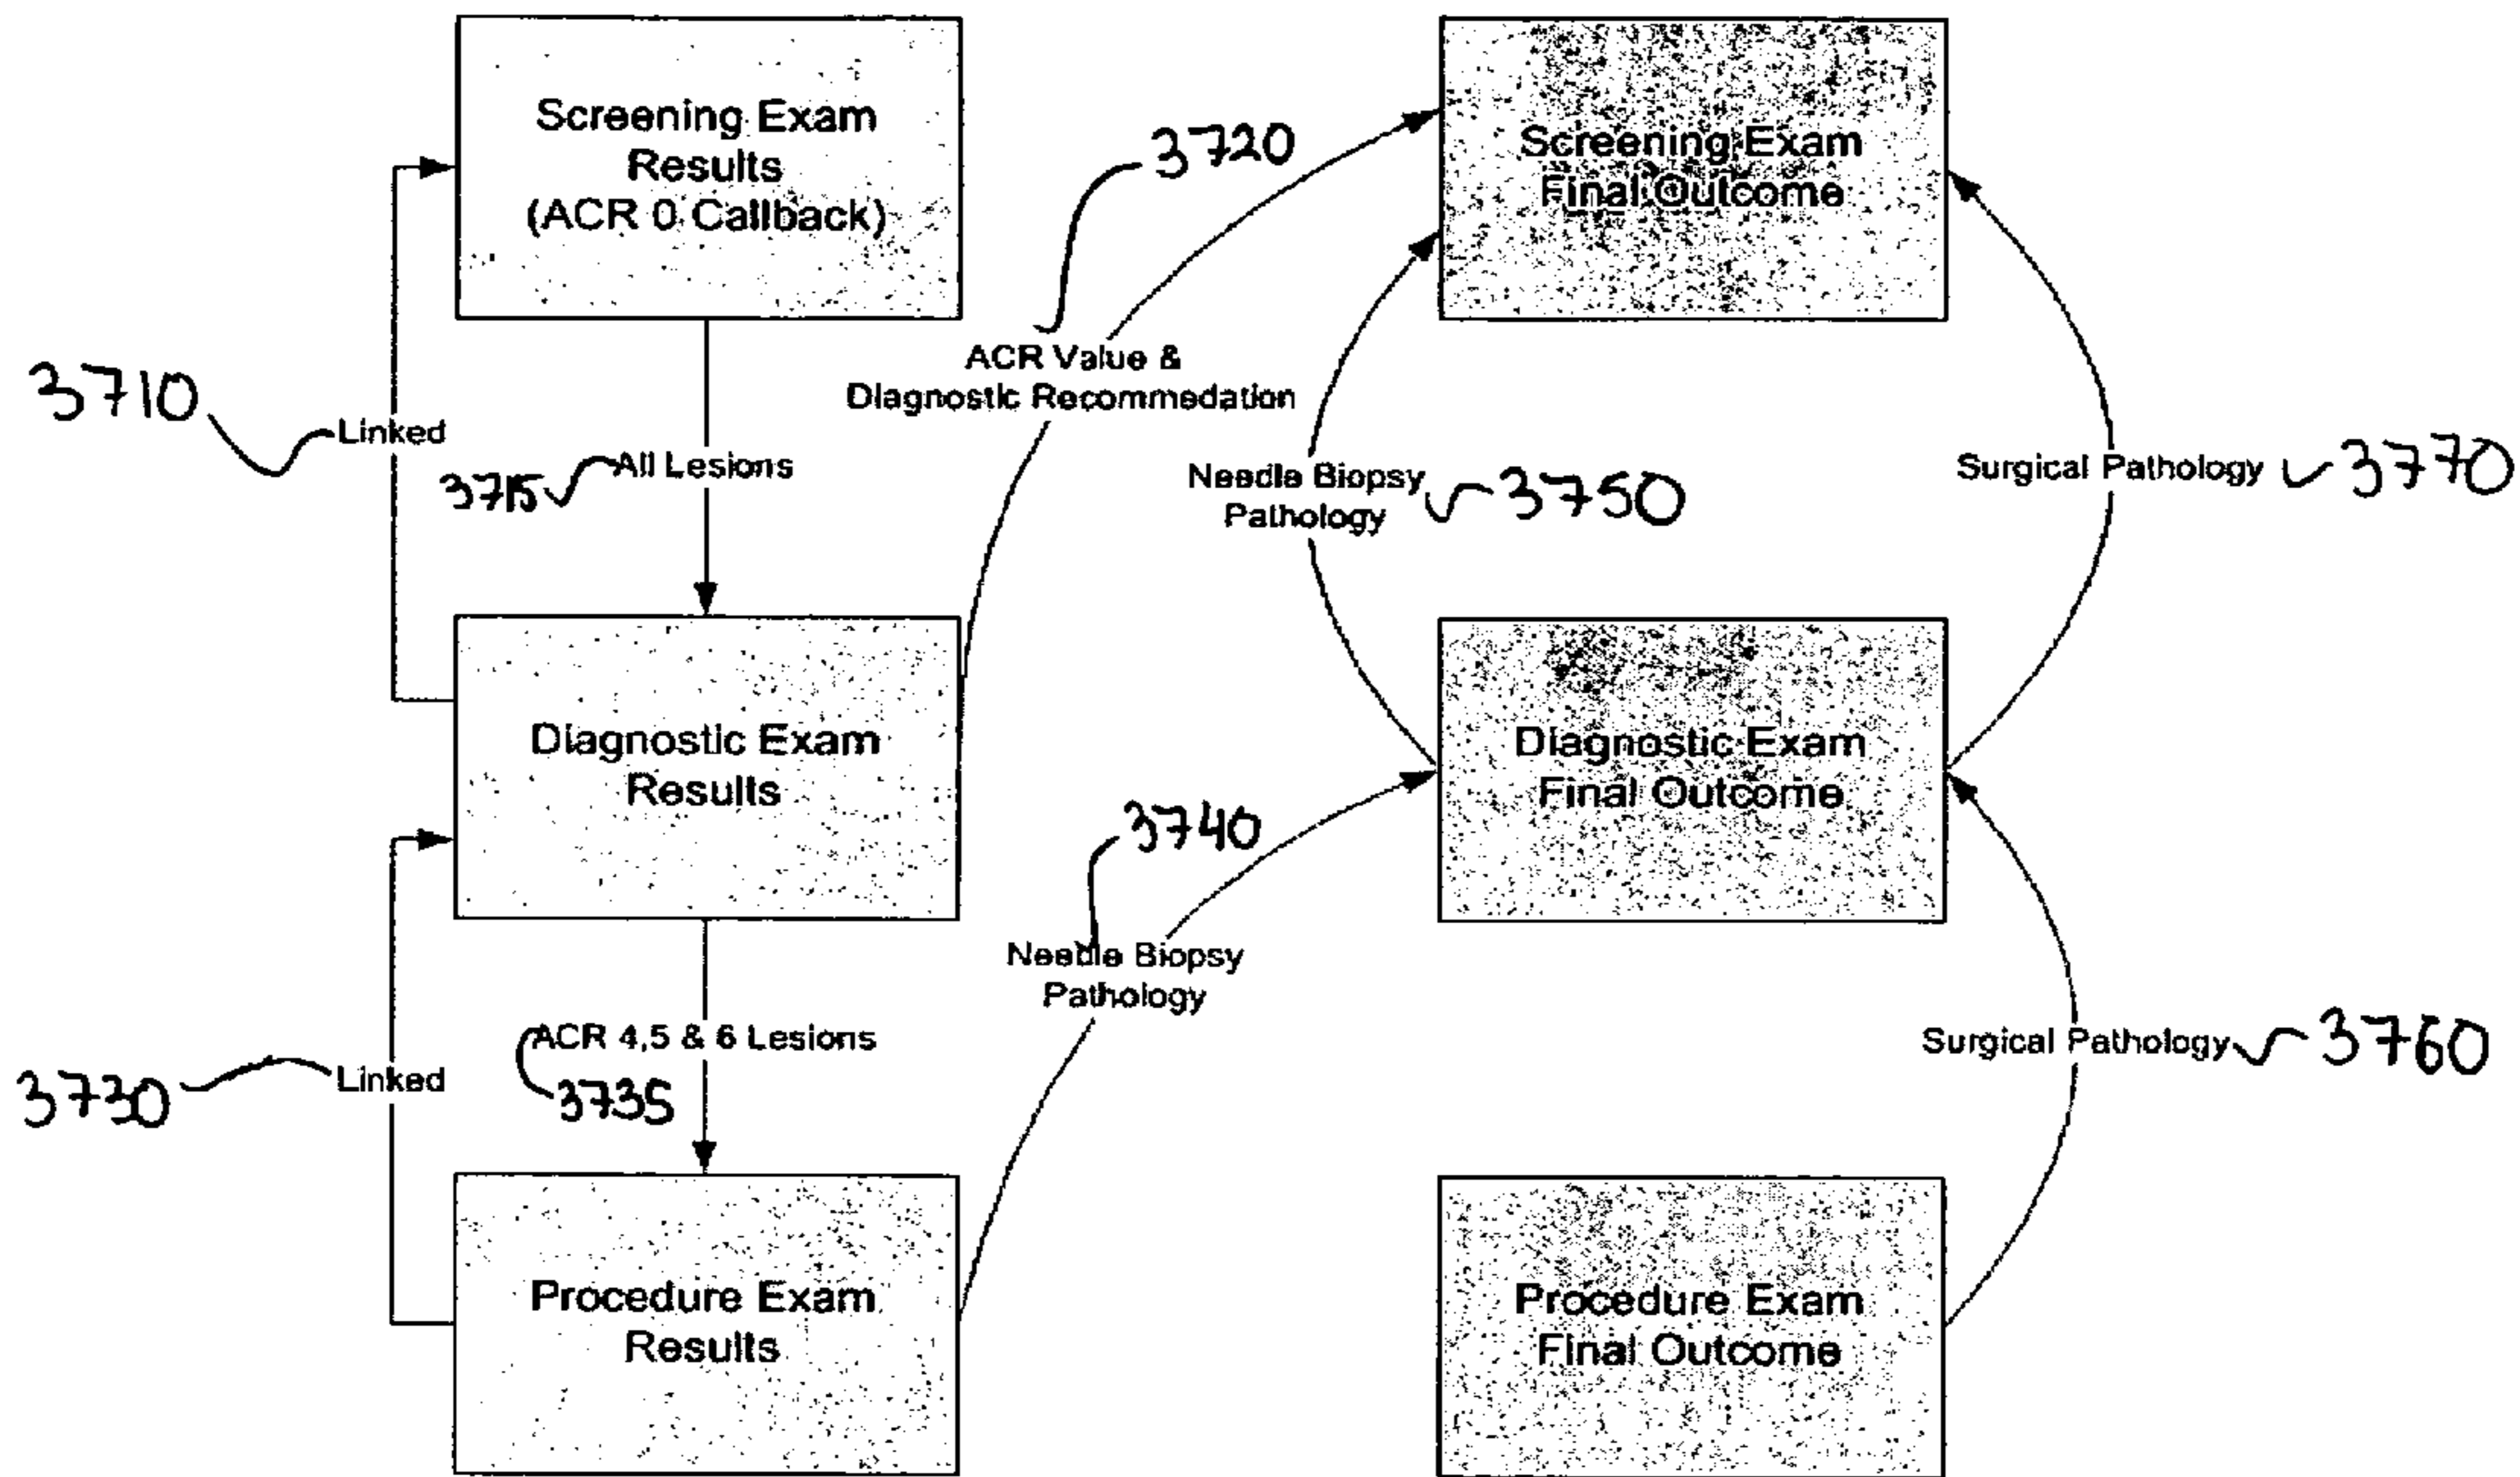 Screening Exam
Results
(ACR 0 Callback)
Screening Exam
Final Outcome
3720
ACR Value &
Diagnostic Recommedation
3710
Linked
3715
All Lesions
Needle Biopsy
Pathology
3750
Surgical Pathology
3770
Diagnostic Exam
Results
Diagnostic Exam
Final Outcome
3740
Needle Biopsy
Pathology
ACR 4,5 & 6 Lesions
3735
Linked
3730
Surgical Pathology
3760
Procedure Exam
Results
Procedure Exam
Final Outcome